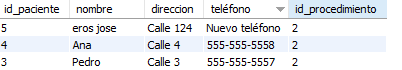 id_paciente nombre direccion teléfono id_procedimiento
5 eros jose Calle 124 Nuevo teléfono 2
4 Ana Calle 4 555-555-5558 2
3 Pedro Calle 3 555-555-5557 2